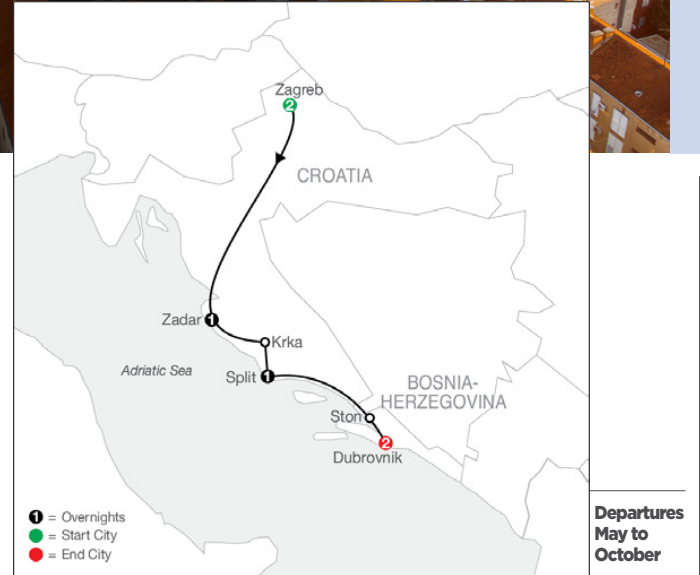 Zagreb
2
CROATIA
Zadar 1
Krka
Adriatic Sea
Split 1
BOSNIA-
HERZEGOVINA
Ston
2
Dubrovnik
1 = Overnights
= Start City
= End City
Departures
May to
October